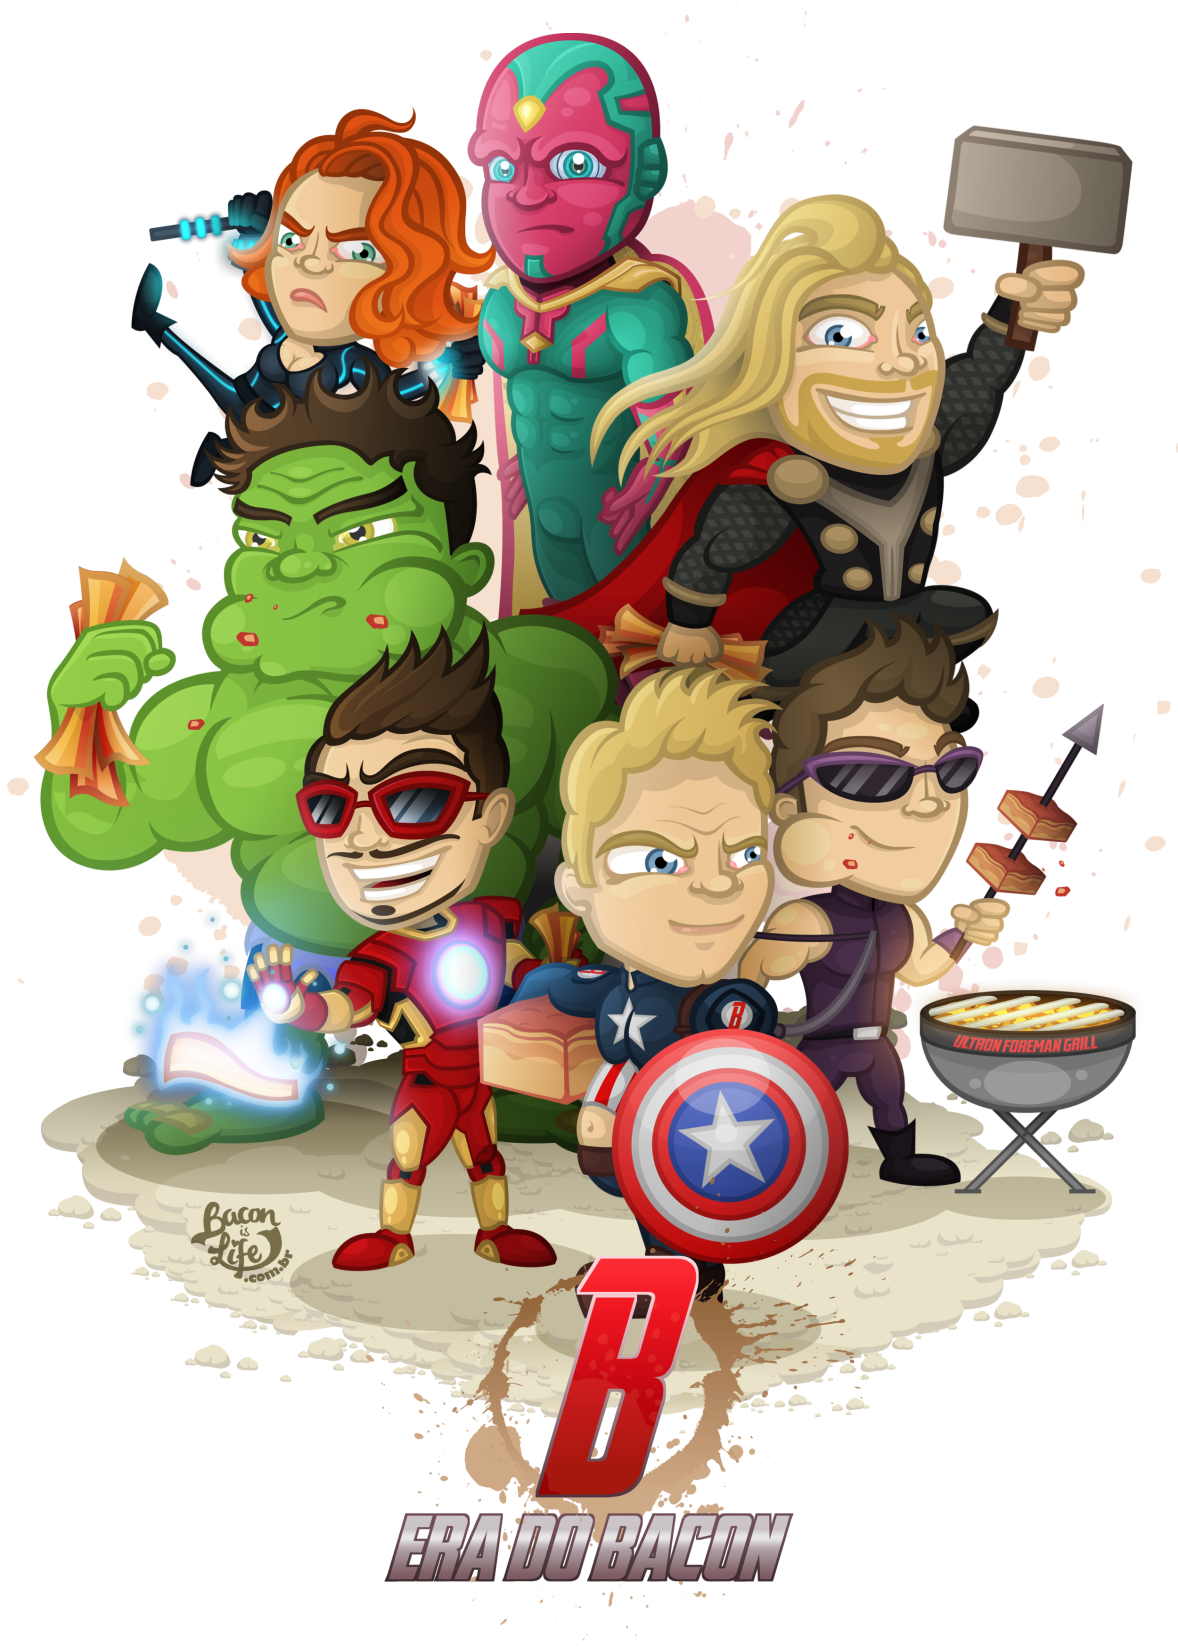 B
ULTRON FOREMAN GRILL
Bacon
is
Life
.com.br
B
ERA DO BACON